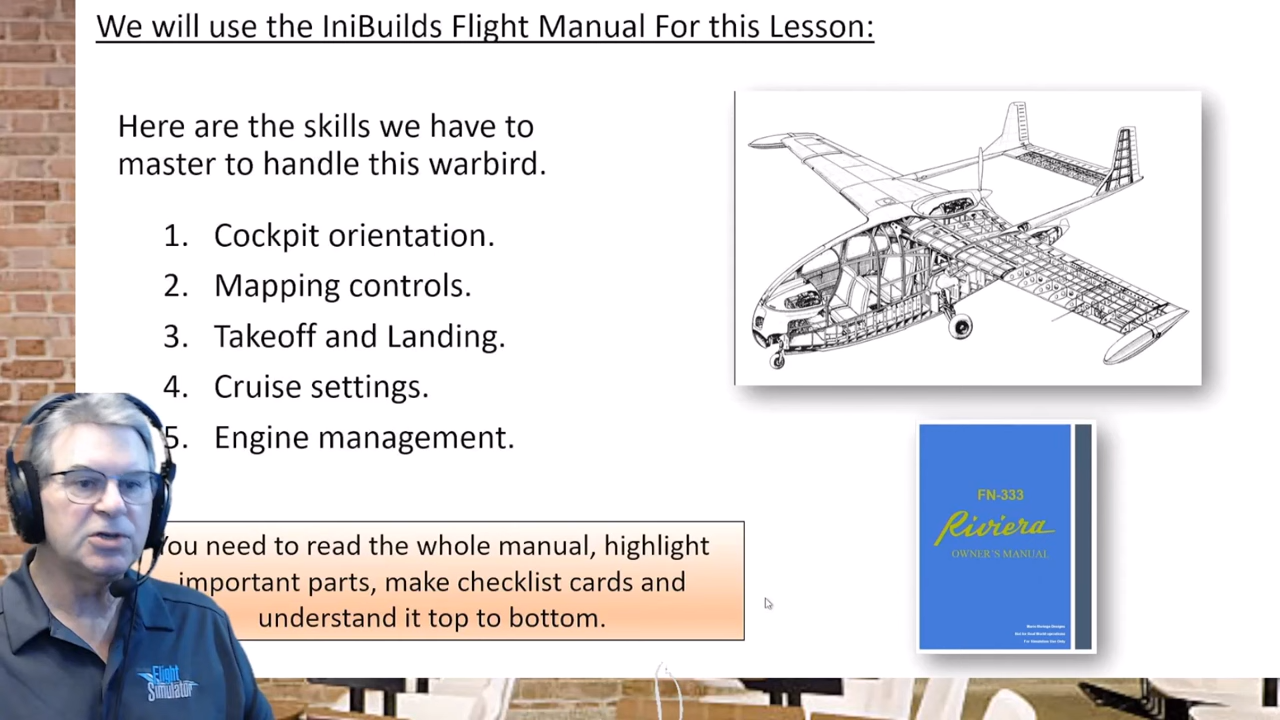 We will use the IniBuilds Flight Manual For this Lesson:
Here are the skills we have to
master to handle this warbird.
1. Cockpit orientation.
2. Mapping controls.
3. Takeoff and Landing.
4. Cruise settings.
5. Engine management.
You need to read the whole manual, highlight
important parts, make checklist cards and
understand it top to bottom.
FN-333
Riviera
OWNER'S MANUAL
Flight
Simulator